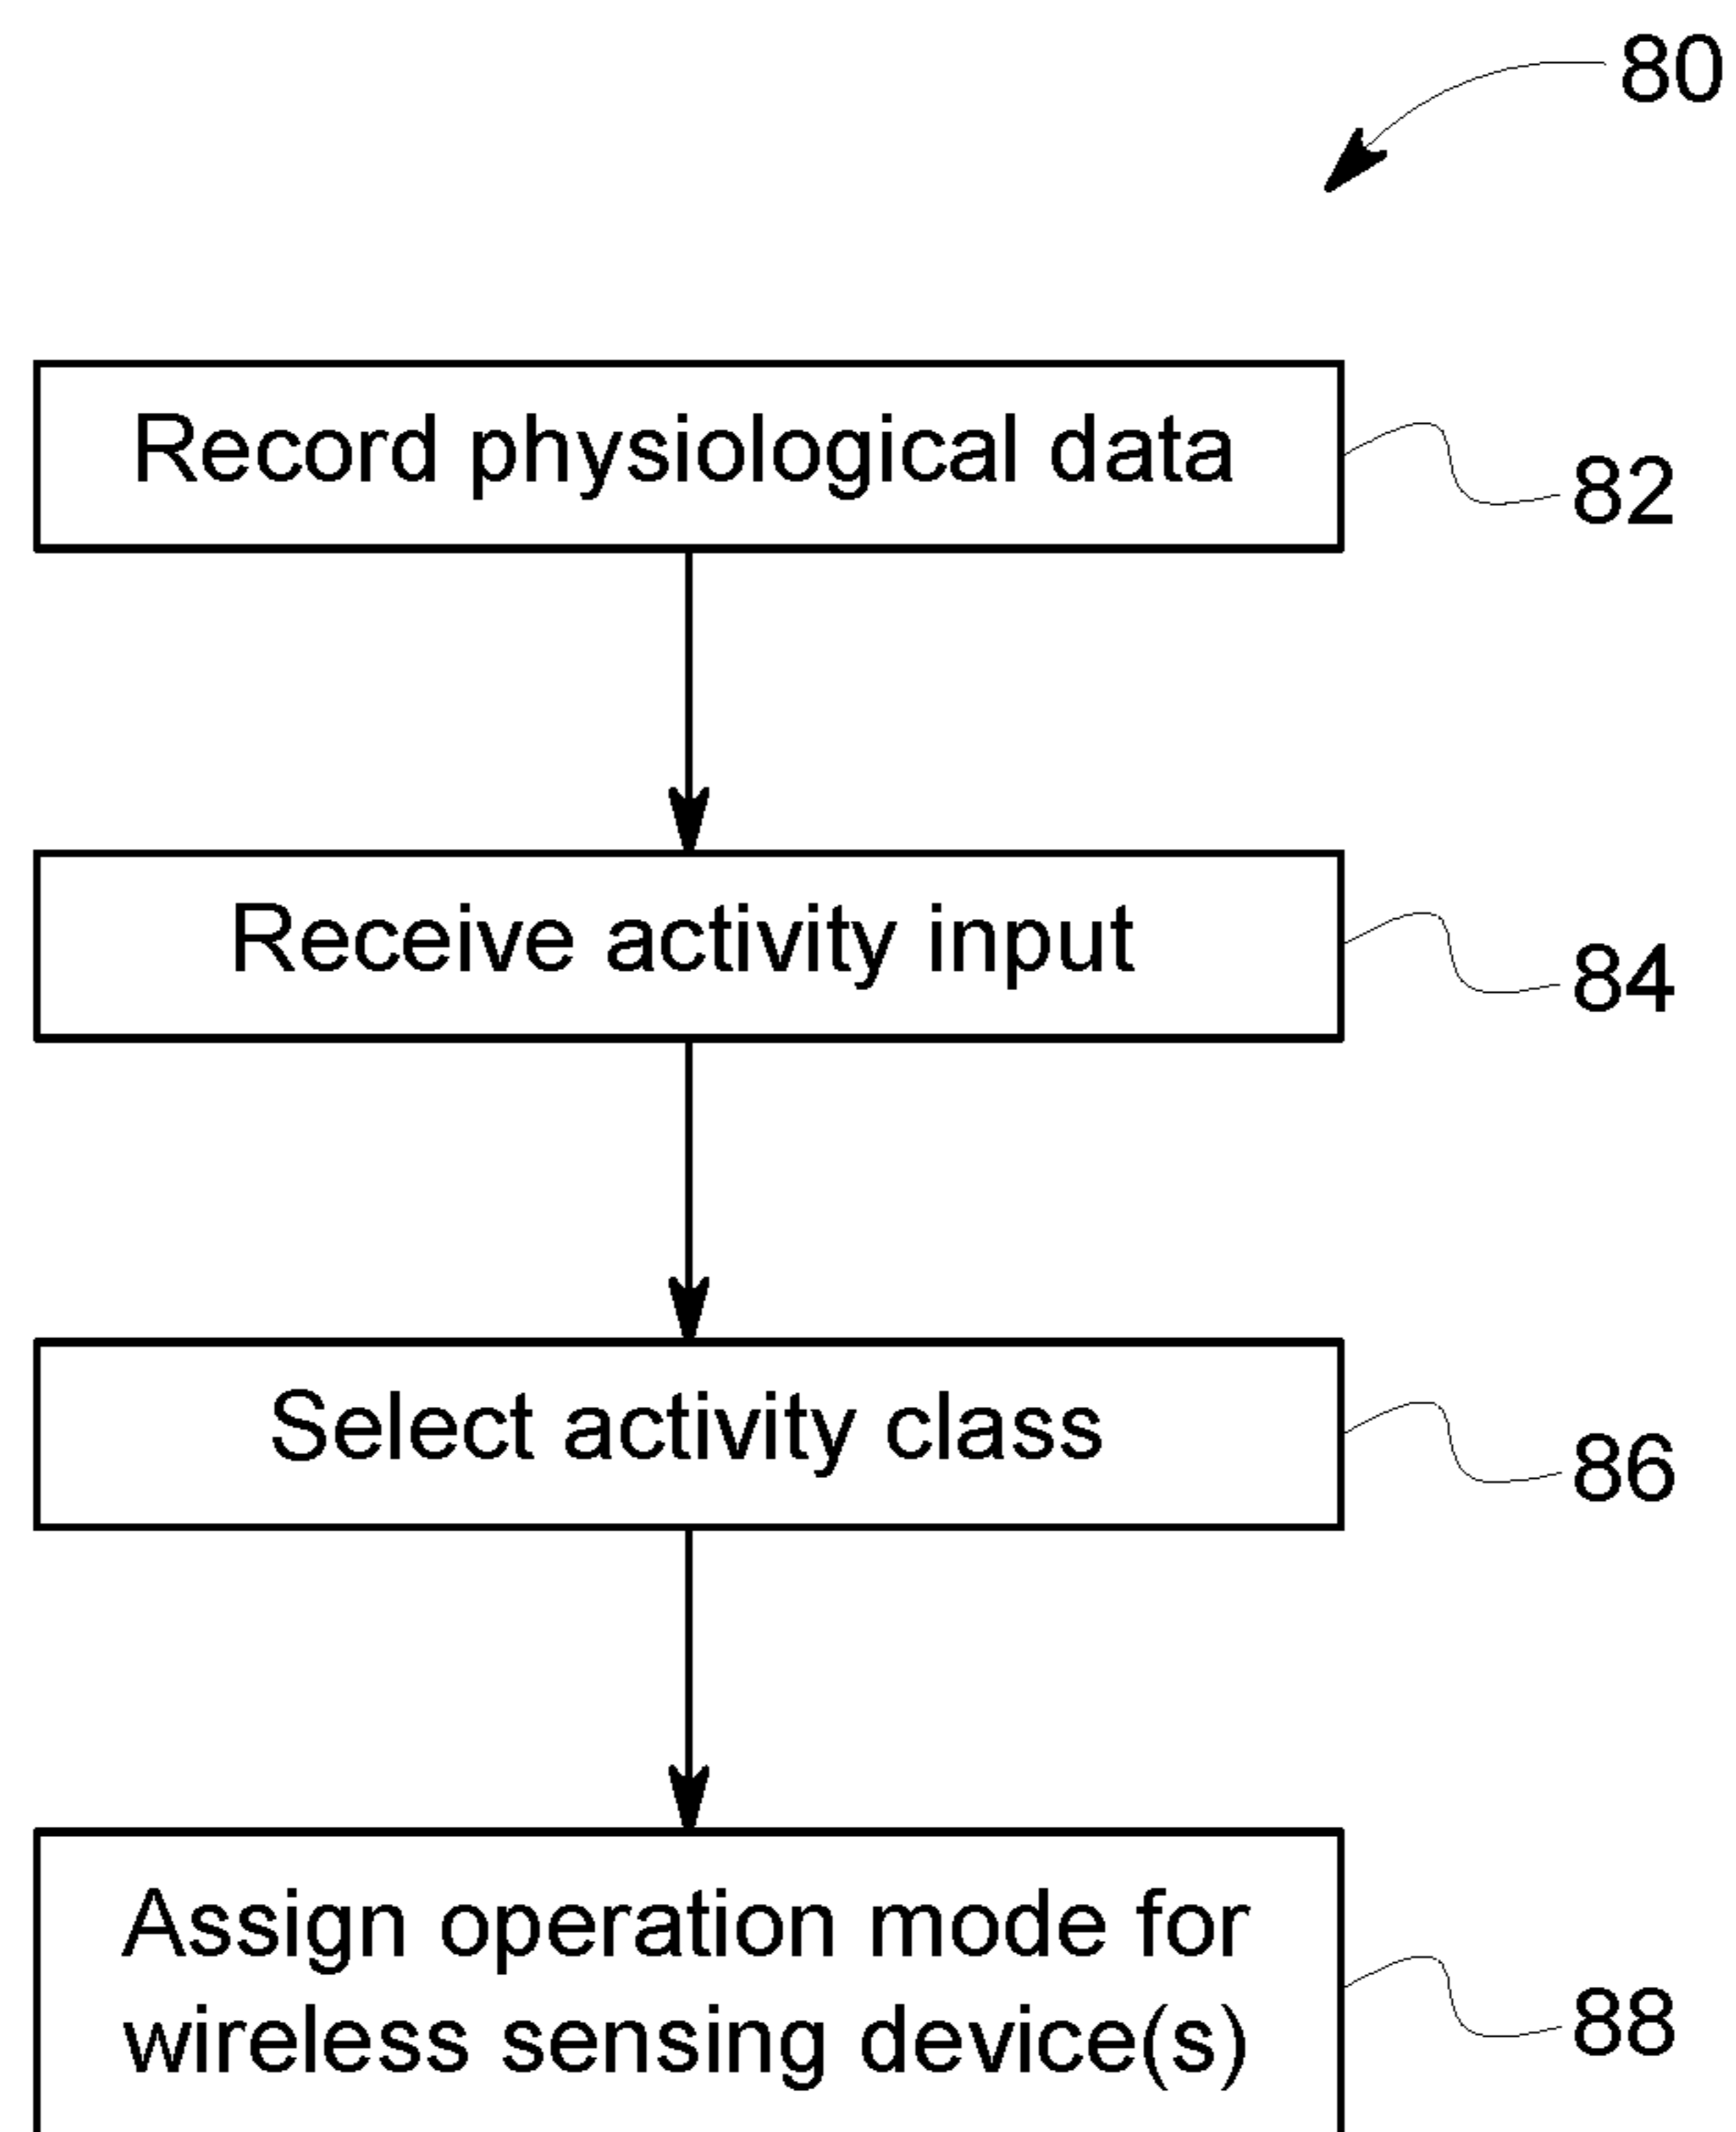 80
Record physiological data
82
Receive activity input
84
Select activity class
86
Assign operation mode for
wireless sensing device(s)
88